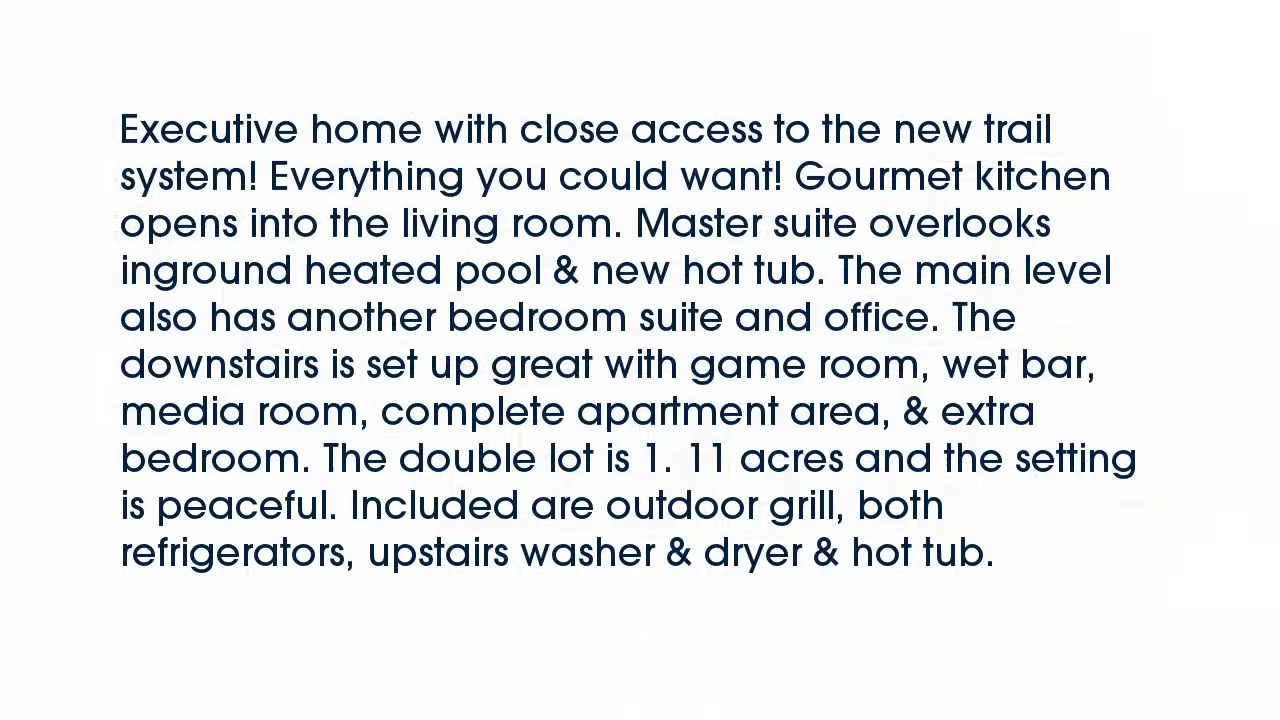 Executive home with close access to the new trail
system! Everything you could want! Gourmet kitchen
opens into the living room. Master suite overlooks
inground heated pool & new hot tub. The main level
also has another bedroom suite and office. The
downstairs is set up great with game room, wet bar,
media room, complete apartment area, & extra
bedroom. The double lot is 1. 11 acres and the setting
is peaceful. Included are outdoor grill, both
refrigerators, upstairs washer & dryer & hot tub.